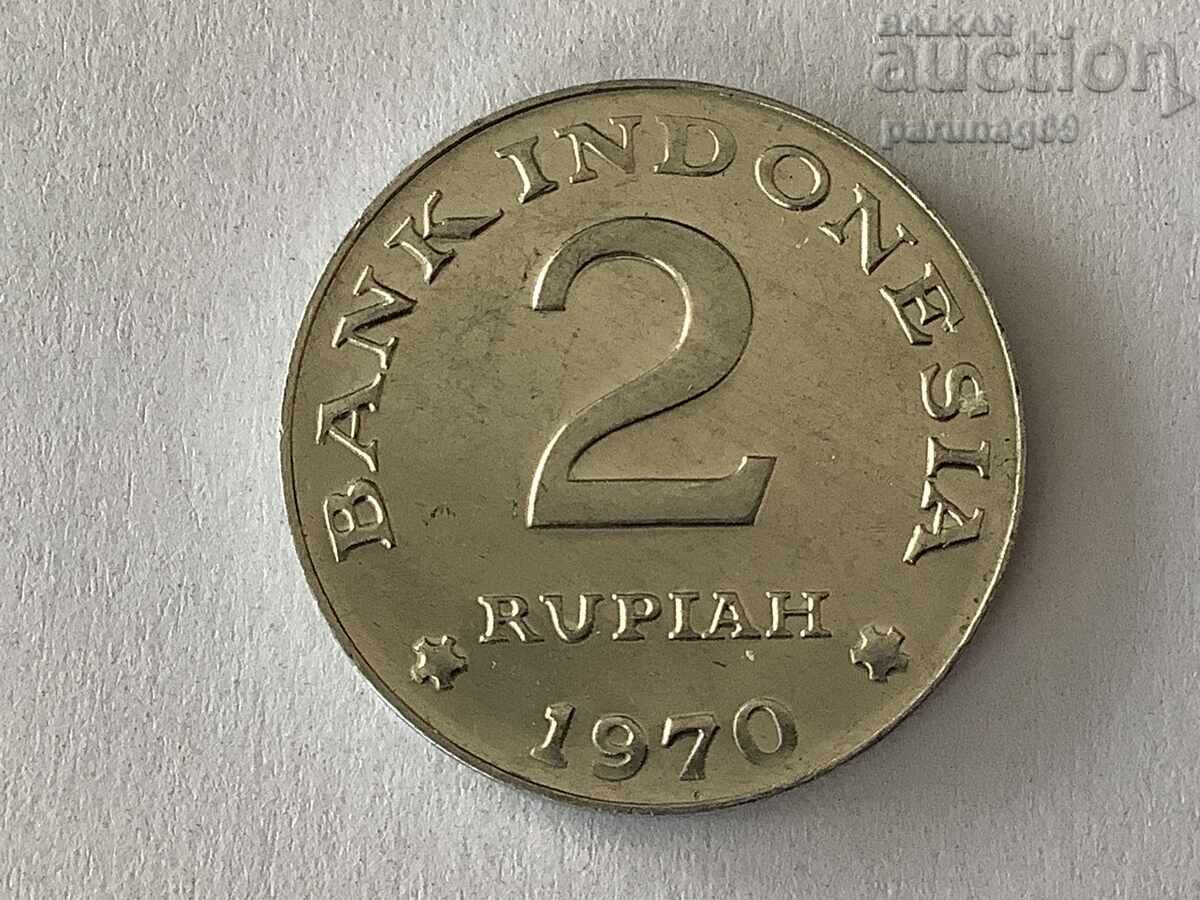 BALKAN
auction
parunag69
BANK INDONESIA
2
RUPIAH
1970